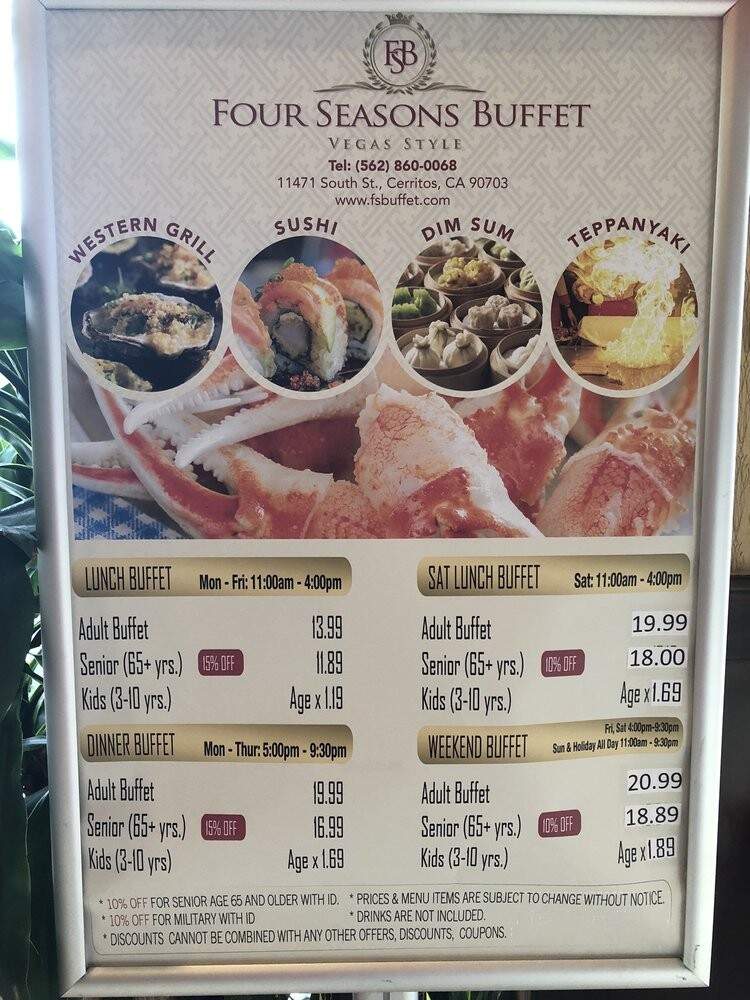 FSB
FOUR SEASONS BUFFET
VEGAS STYLE
Tel: (562) 860-0068
11471 South St., Cerritos, CA 90703
www.fsbuffet.com
WESTERN GRILL
SUSHI
DIM SUM
TEPPANYAKI
LUNCH BUFFET Mon - Fri: 11:00am - 4:00pm
Adult Buffet 13.99
Senior (65+ yrs.) 15% OFF 11.89
Kids (3-10 yrs.) Age x 1.19
SAT LUNCH BUFFET Sat: 11:00am - 4:00pm
Adult Buffet 19.99
Senior (65+ yrs.) 10% OFF 18.00
Kids (3-10 yrs.) Age x 1.69
DINNER BUFFET Mon - Thur: 5:00pm - 9:30pm
Adult Buffet 19.99
Senior (65+ yrs.) 15% OFF 16.99
Kids (3-10 yrs) Age x 1.69
WEEKEND BUFFET
Fri, Sat 4:00pm-9:30pm
Sun & Holiday All Day 11:00am - 9:30pm
Adult Buffet 20.99
Senior (65+ yrs.) 10% OFF 18.89
Kids (3-10 yrs.) Age x 1.89
* 10% OFF FOR SENIOR AGE 65 AND OLDER WITH ID. * PRICES & MENU ITEMS ARE SUBJECT TO CHANGE WITHOUT NOTICE.
* 10% OFF FOR MILITARY WITH ID * DRINKS ARE NOT INCLUDED.
* DISCOUNTS CANNOT BE COMBINED WITH ANY OTHER OFFERS, DISCOUNTS, COUPONS.